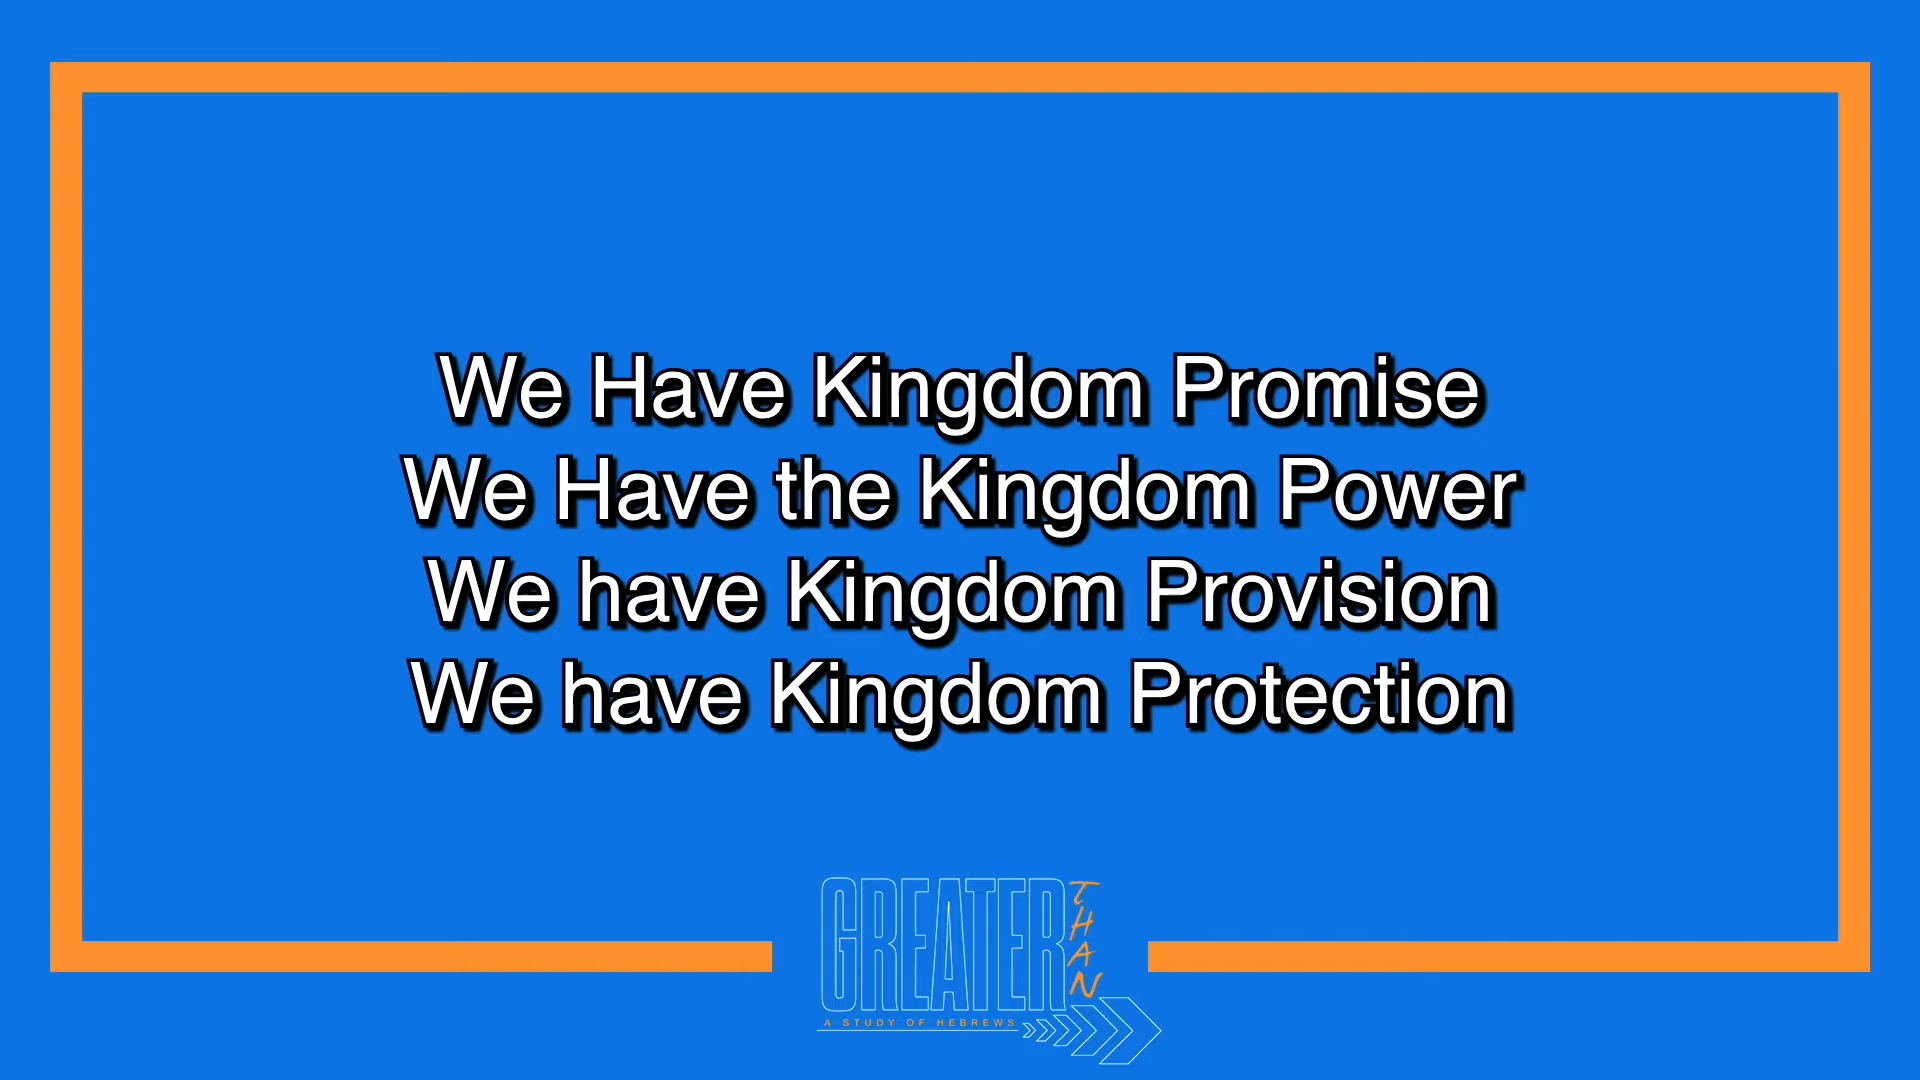 We Have Kingdom Promise
We Have the Kingdom Power
We have Kingdom Provision
We have Kingdom Protection
GREATER THAN
A STUDY OF HEBREWS